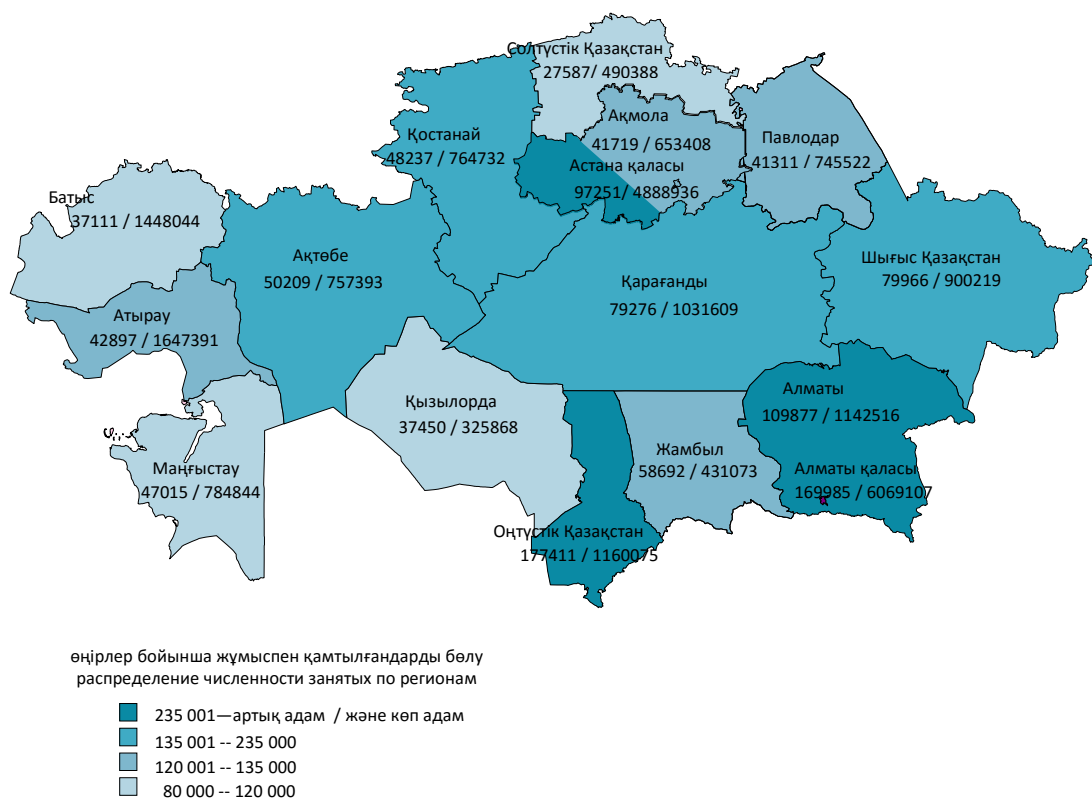 Солтүстік Қазақстан
27587/ 490388
Қостанай
48237 / 764732
Ақмола
41719 / 653408
Астана қаласы
97251/ 4888936
Павлодар
41311 / 745522
Батыс
37111 / 1448044
Ақтөбе
50209 / 757393
Қарағанды
79276 / 1031609
Шығыс Қазақстан
79966 / 900219
Атырау
42897 / 1647391
Қызылорда
37450 / 325868
Алматы
109877 / 1142516
Маңғыстау
47015 / 784844
Жамбыл
58692 / 431073
Алматы қаласы
169985 / 6069107
Оңтүстік Қазақстан
177411 / 1160075
өңірлер бойынша жұмыспен қамтылғандарды бөлу
распределение численности занятых по регионам
235 001—артық адам / және көп адам
135 001 -- 235 000
120 001 -- 135 000
80 000 -- 120 000